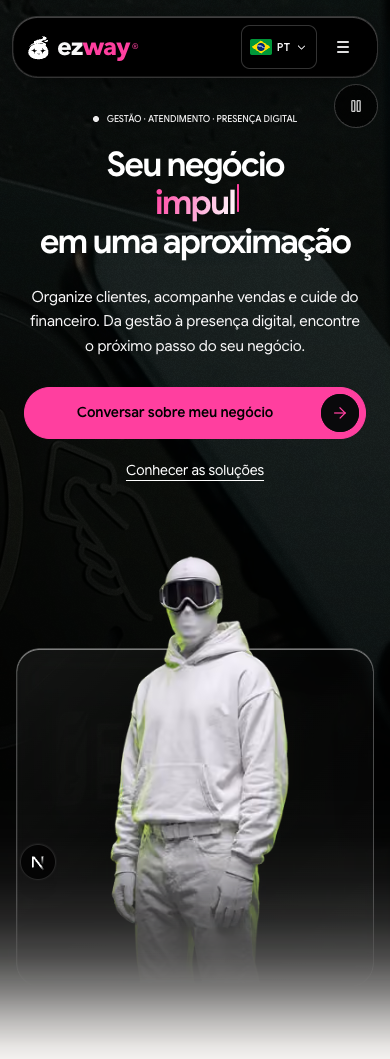 ezway®
PT
GESTÃO · ATENDIMENTO · PRESENÇA DIGITAL
Seu negócio
impul
em uma aproximação
Organize clientes, acompanhe vendas e cuide do
financeiro. Da gestão à presença digital, encontre
o próximo passo do seu negócio.
Conversar sobre meu negócio
Conhecer as soluções
N